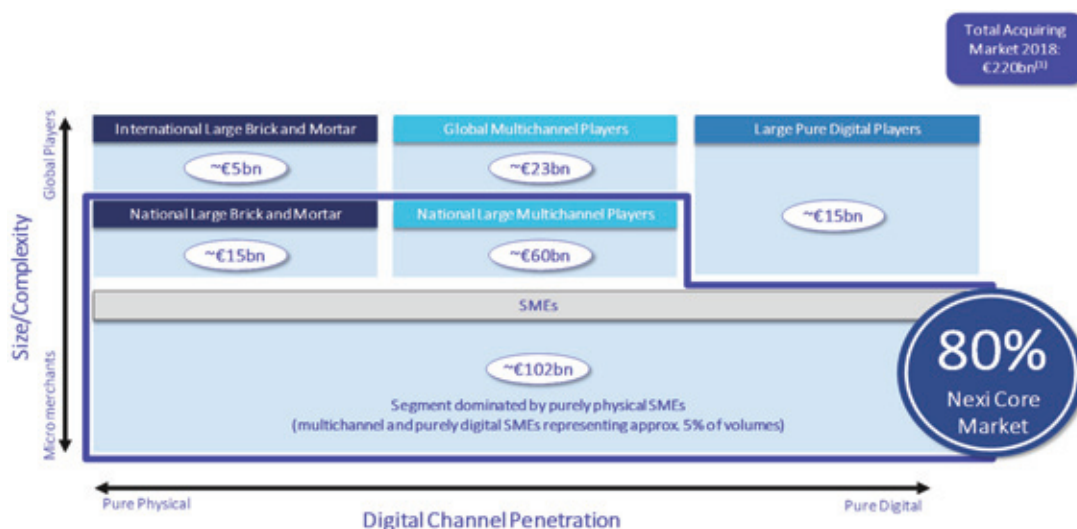 Total Acquiring
Market 2018:
€220bn(1)
Global Players
Size/Complexity
Micro merchants
International Large Brick and Mortar
Global Multichannel Players
Large Pure Digital Players
~€5bn
~€23bn
~€15bn
National Large Brick and Mortar
National Large Multichannel Players
~€15bn
~€60bn
SMEs
~€102bn
Segment dominated by purely physical SMEs
(multichannel and purely digital SMEs representing approx. 5% of volumes)
80%
Nexi Core
Market
Pure Physical
Pure Digital
Digital Channel Penetration